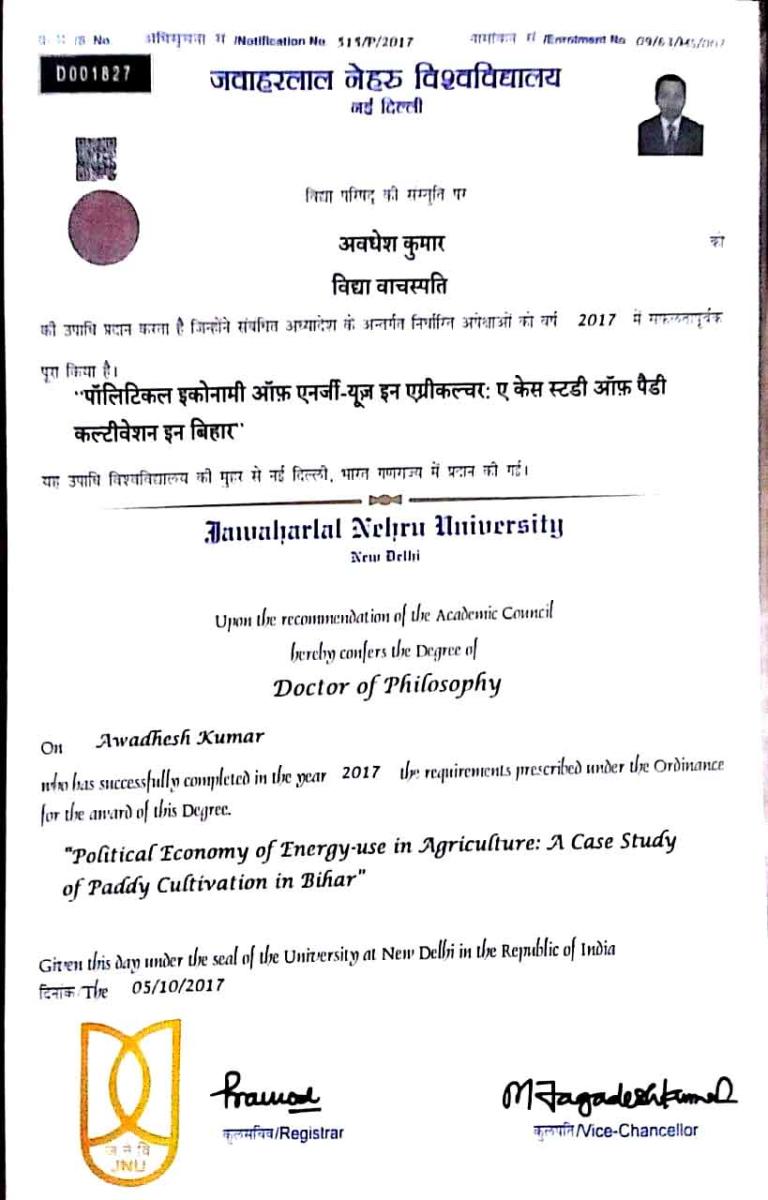 क्र. सं. /S. No. अधिसूचना सं /Notification No 515/P/2017 नामांकन सं /Enrolment No 09/63/MS/
D001827
जवाहरलाल नेहरु विश्वविद्यालय
नई दिल्ली
विद्या परिषद् की संस्तुति पर
अवधेश कुमार को
विद्या वाचस्पति
की उपाधि प्रदान करता है जिन्होंने संबंधित अध्यादेश के अन्तर्गत निर्धारित अपेक्षाओं को वर्ष 2017 में सफलतापूर्वक
पूरा किया है।
"पॉलिटिकल इकोनामी ऑफ़ एनर्जी-यूज़ इन एग्रीकल्चर: ए केस स्टडी ऑफ़ पैडी
कल्टीवेशन इन बिहार"
यह उपाधि विश्वविद्यालय की मुहर से नई दिल्ली, भारत गणराज्य में प्रदान की गई।
Jawaharlal Nehru University
New Delhi
Upon the recommendation of the Academic Council
hereby confers the Degree of
Doctor of Philosophy
On Awadhesh Kumar
who has successfully completed in the year 2017 the requirements prescribed under the Ordinance
for the award of this Degree.
"Political Economy of Energy-use in Agriculture: A Case Study
of Paddy Cultivation in Bihar"
Given this day under the seal of the University at New Delhi in the Republic of India
दिनांक The 05/10/2017
Pramod
M Jagadesh Kumar
कुलसचिव/Registrar
कुलपति/Vice-Chancellor
ज ने वि
JNU